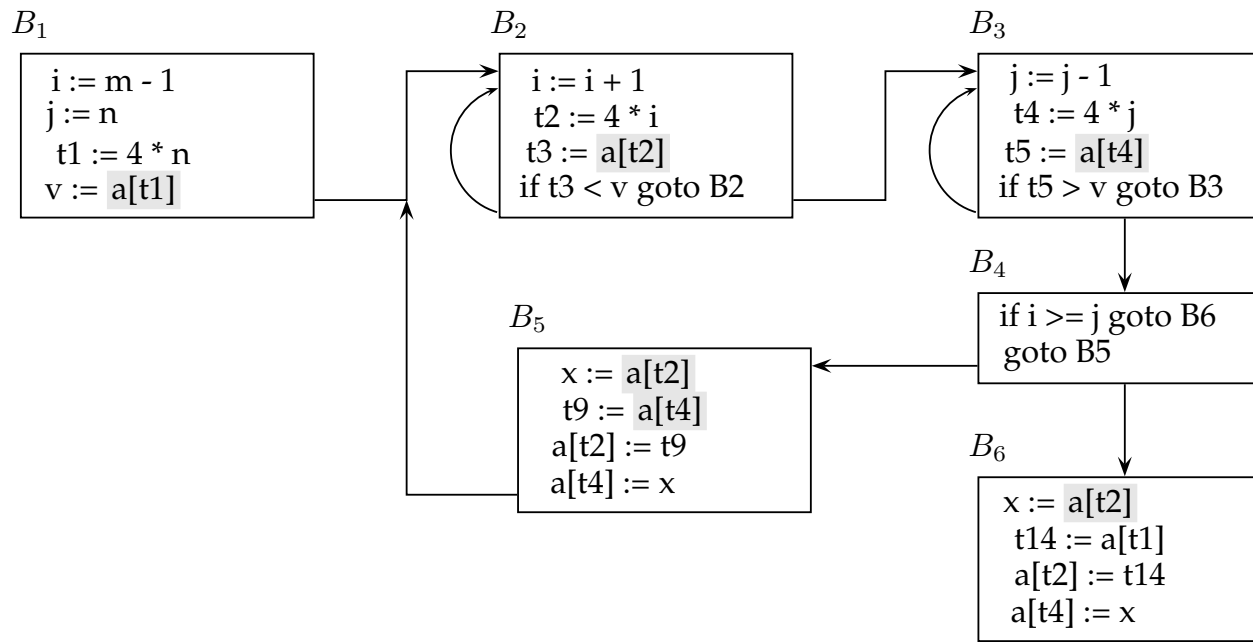 B1
i := m - 1
j := n
t1 := 4 * n
v := a[t1]
B2
i := i + 1
t2 := 4 * i
t3 := a[t2]
if t3 < v goto B2
B3
j := j - 1
t4 := 4 * j
t5 := a[t4]
if t5 > v goto B3
B4
if i >= j goto B6
goto B5
B5
x := a[t2]
t9 := a[t4]
a[t2] := t9
a[t4] := x
B6
x := a[t2]
t14 := a[t1]
a[t2] := t14
a[t4] := x